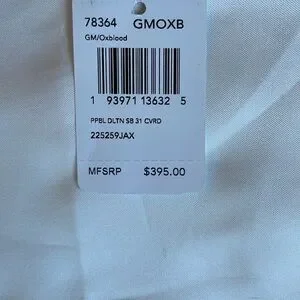 78364 GMOXB
GM/Oxblood
1 93971 13632 5
PPBL DLTN SB 31 CVRD
225259JAX
MFSRP $395.00